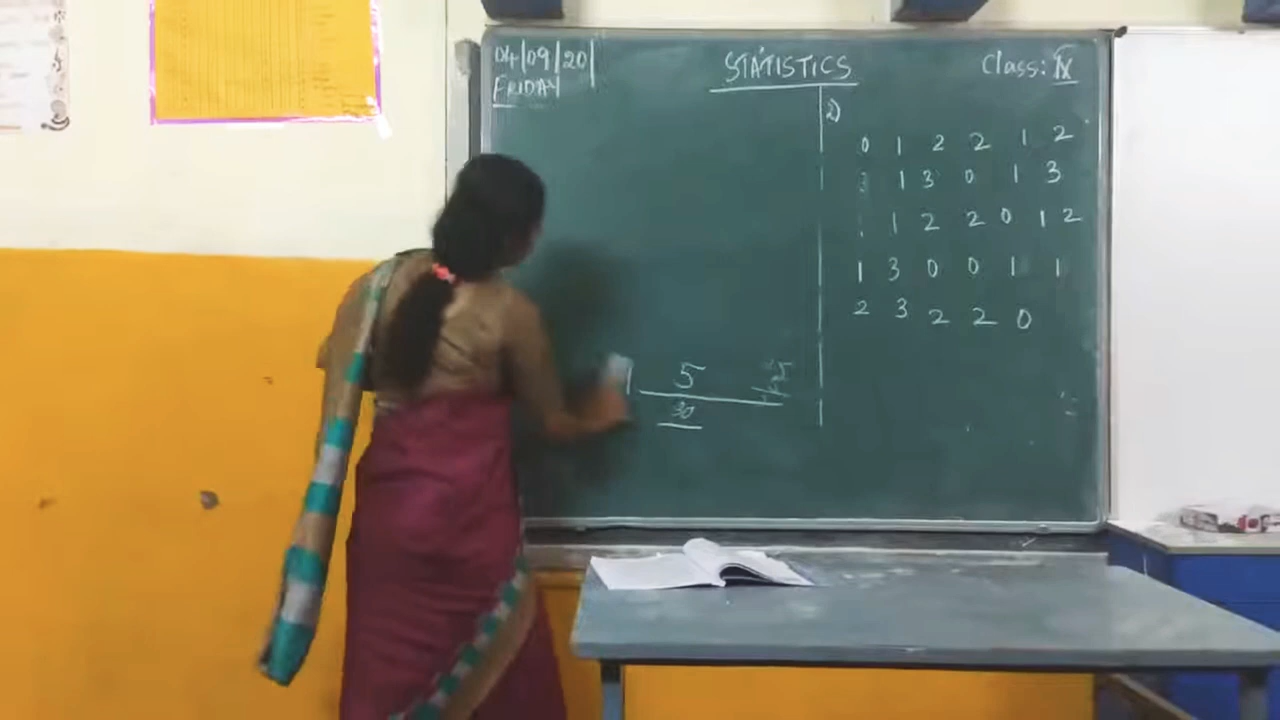 04/09/20
FRIDAY
STATISTICS
Class: IX
2)
0 1 2 2 1 2
3 1 3 0 1 3
1 1 2 2 0 1 2
1 3 0 0 1 1
2 3 2 2 0
5
30